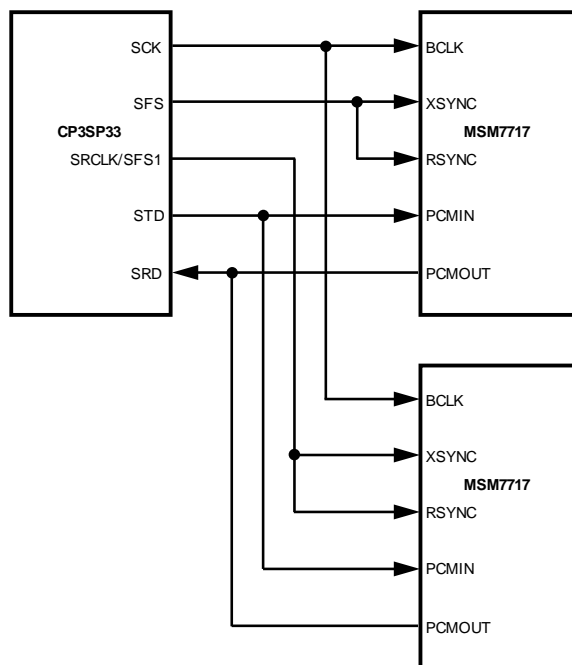 SCK
SFS
CP3SP33
SRCLK/SFS1
STD
SRD
BCLK
XSYNC
MSM7717
RSYNC
PCMIN
PCMOUT
BCLK
XSYNC
MSM7717
RSYNC
PCMIN
PCMOUT